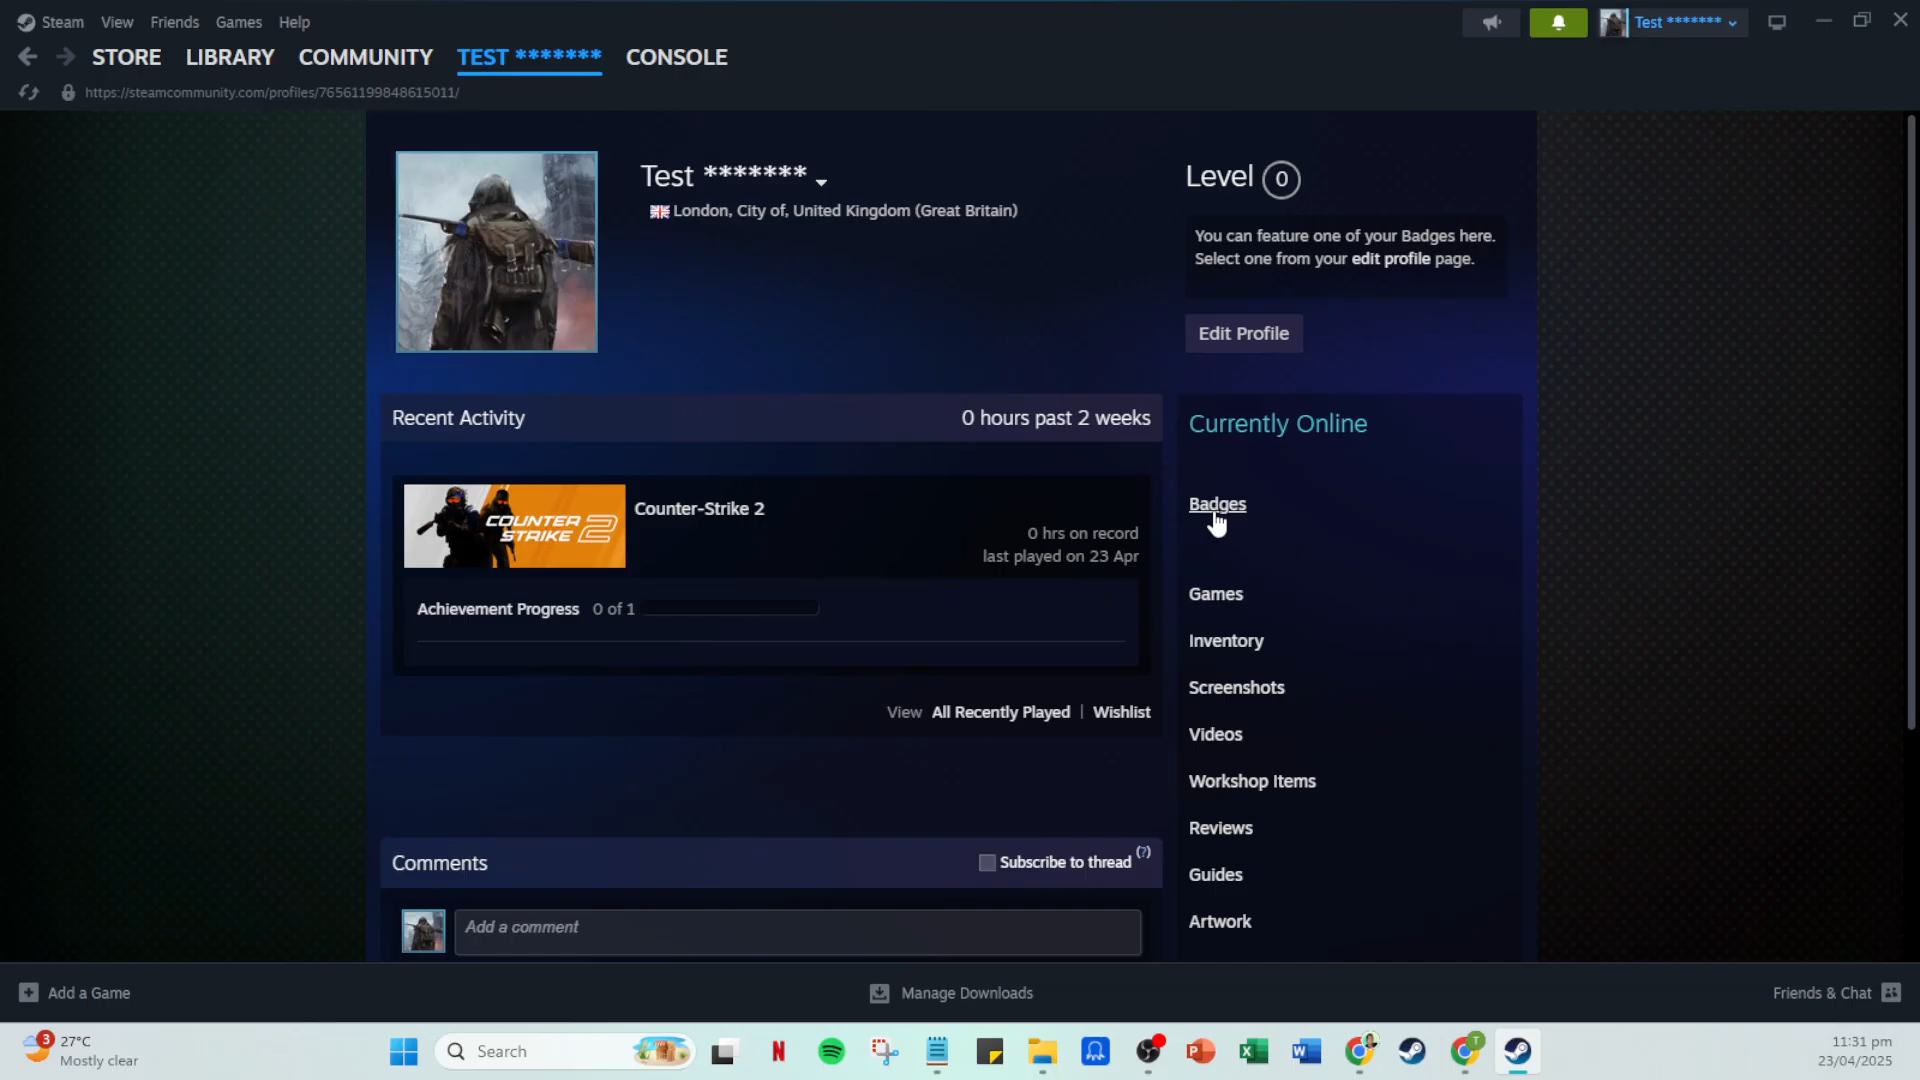 Steam View Friends Games Help
Test *******
STORE LIBRARY COMMUNITY TEST ******* CONSOLE
https://steamcommunity.com/profiles/76561199848615011/
Test *******
London, City of, United Kingdom (Great Britain)
Level 0
You can feature one of your Badges here.
Select one from your edit profile page.
Edit Profile
Recent Activity 0 hours past 2 weeks
COUNTER
STRIKE 2
Counter-Strike 2
0 hrs on record
last played on 23 Apr
Achievement Progress 0 of 1
View All Recently Played | Wishlist
Comments
Subscribe to thread (?)
Add a comment
Currently Online
Badges
Games
Inventory
Screenshots
Videos
Workshop Items
Reviews
Guides
Artwork
Add a Game
Manage Downloads
Friends & Chat
3
27°C
Mostly clear
Search
N
P
X
W
T
11:31 pm
23/04/2025